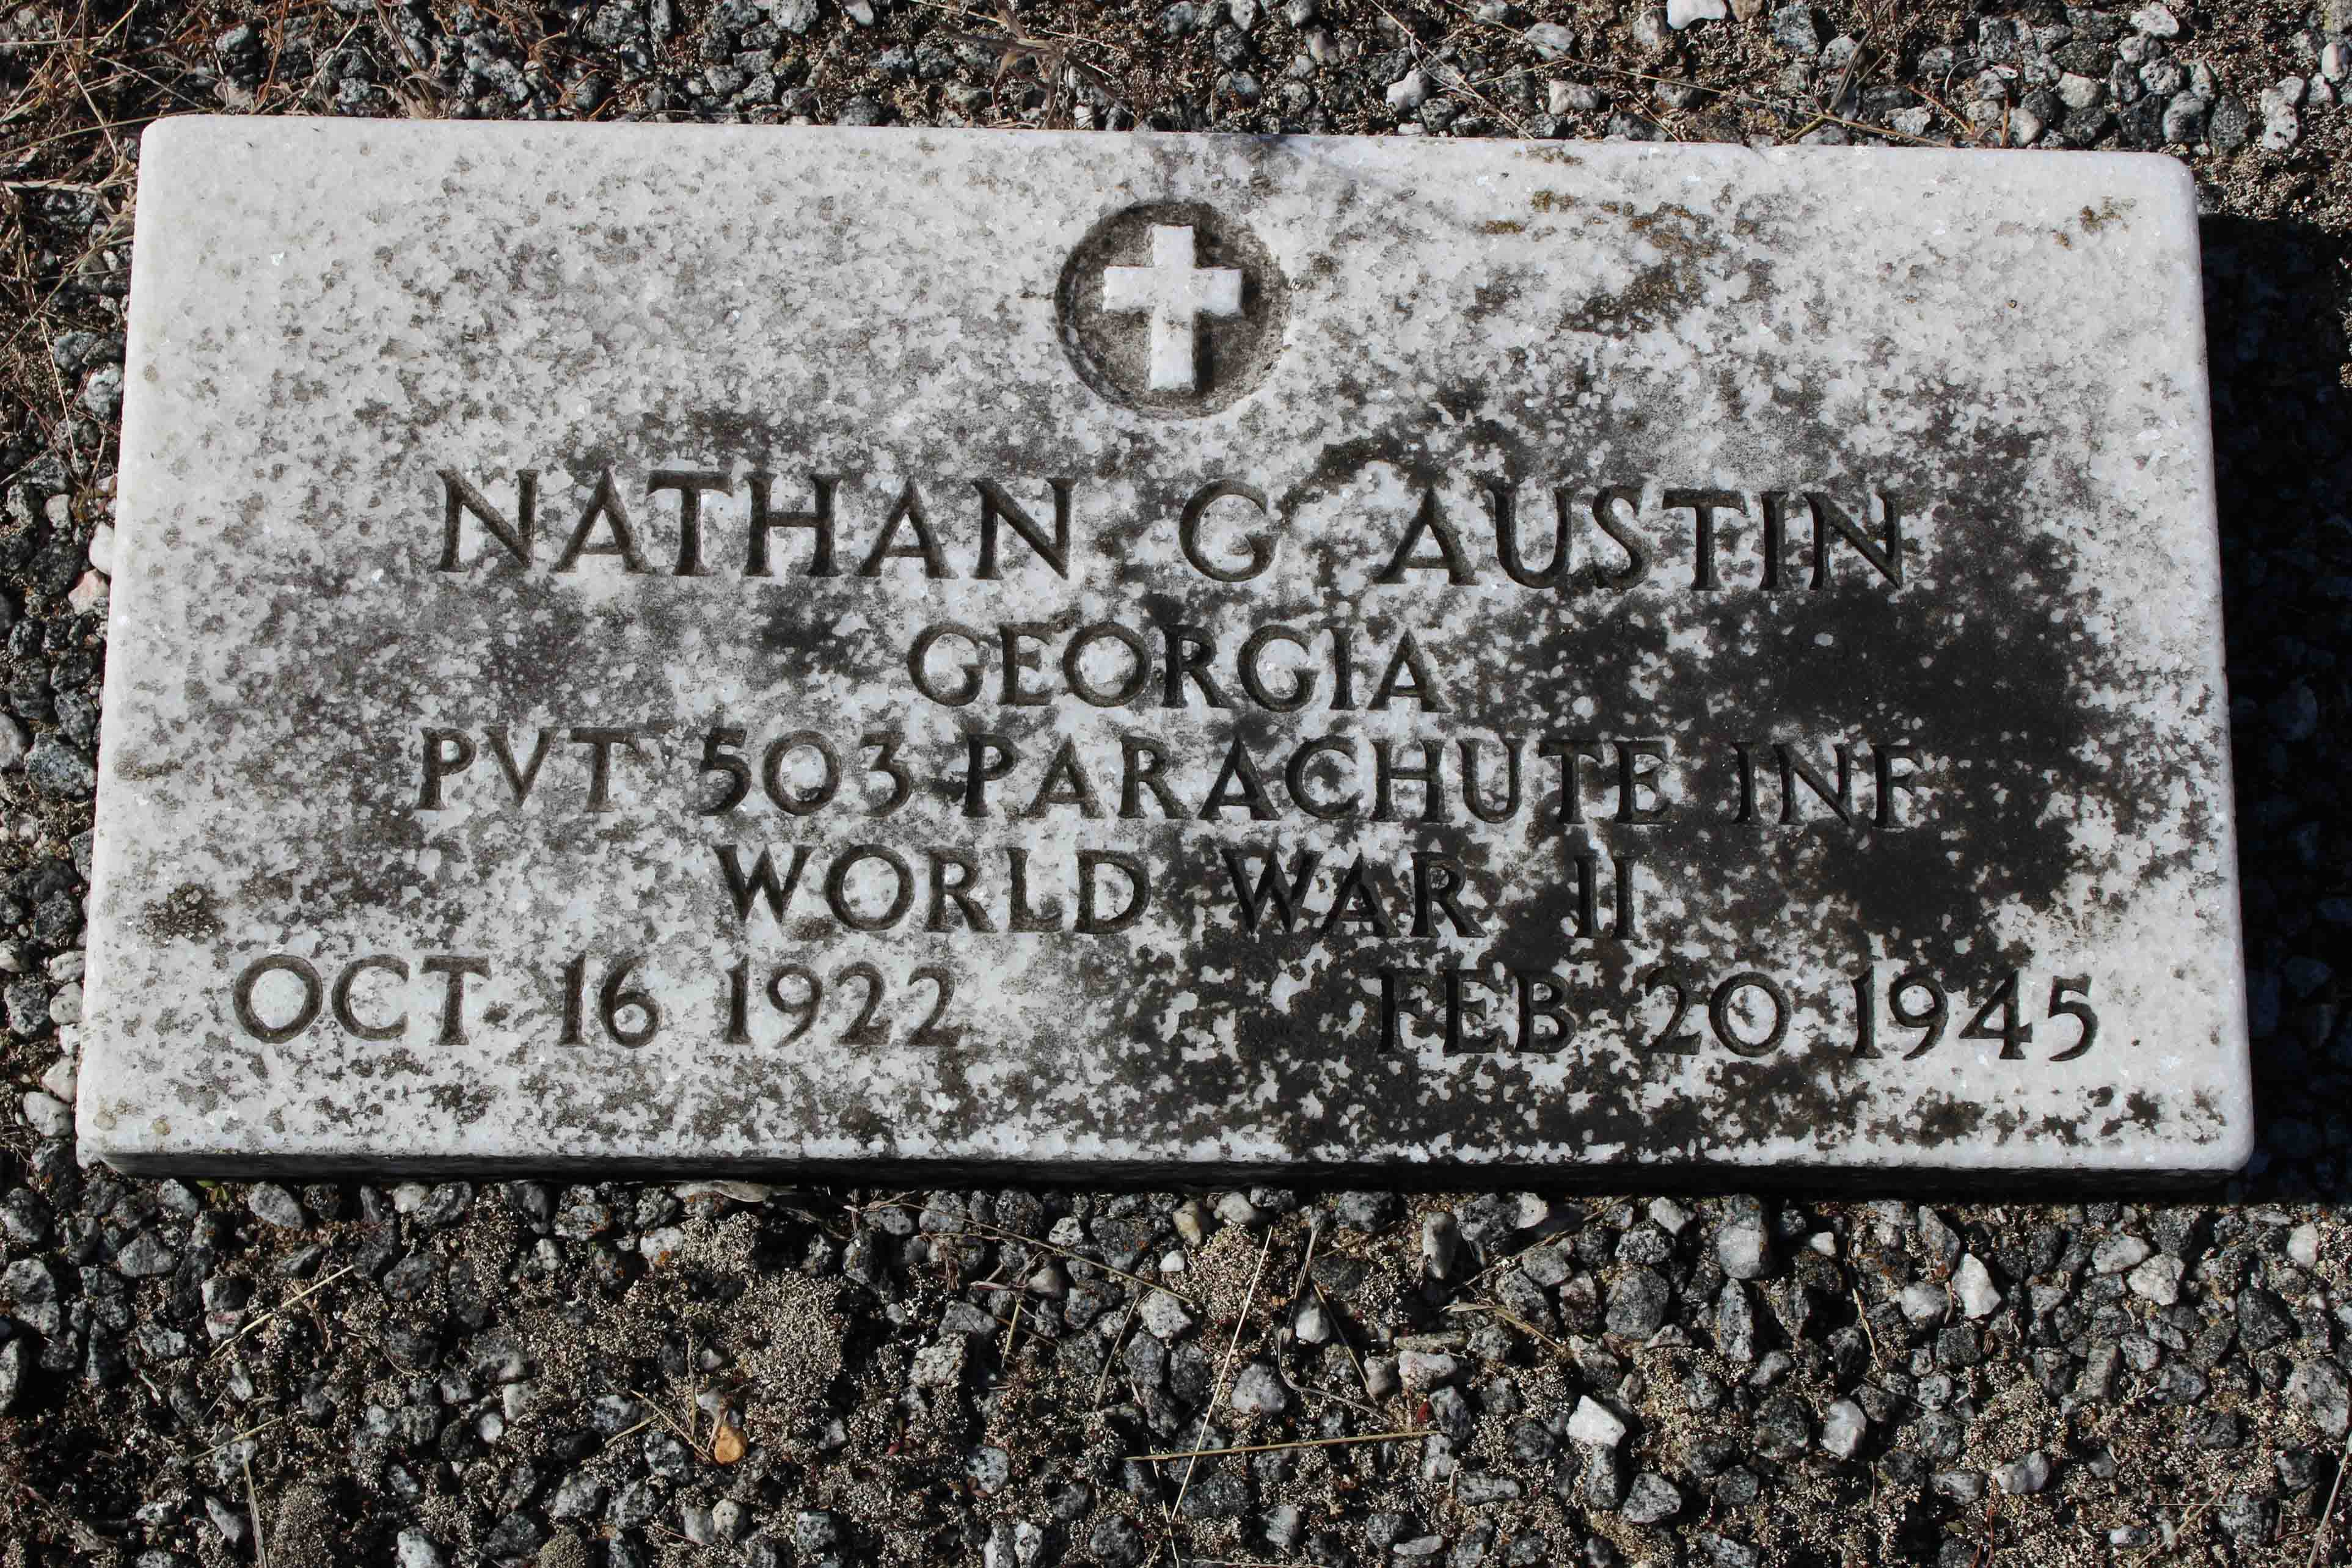 NATHAN G AUSTIN
GEORGIA
PVT 503 PARACHUTE INF
WORLD WAR II
OCT 16 1922 FEB 20 1945